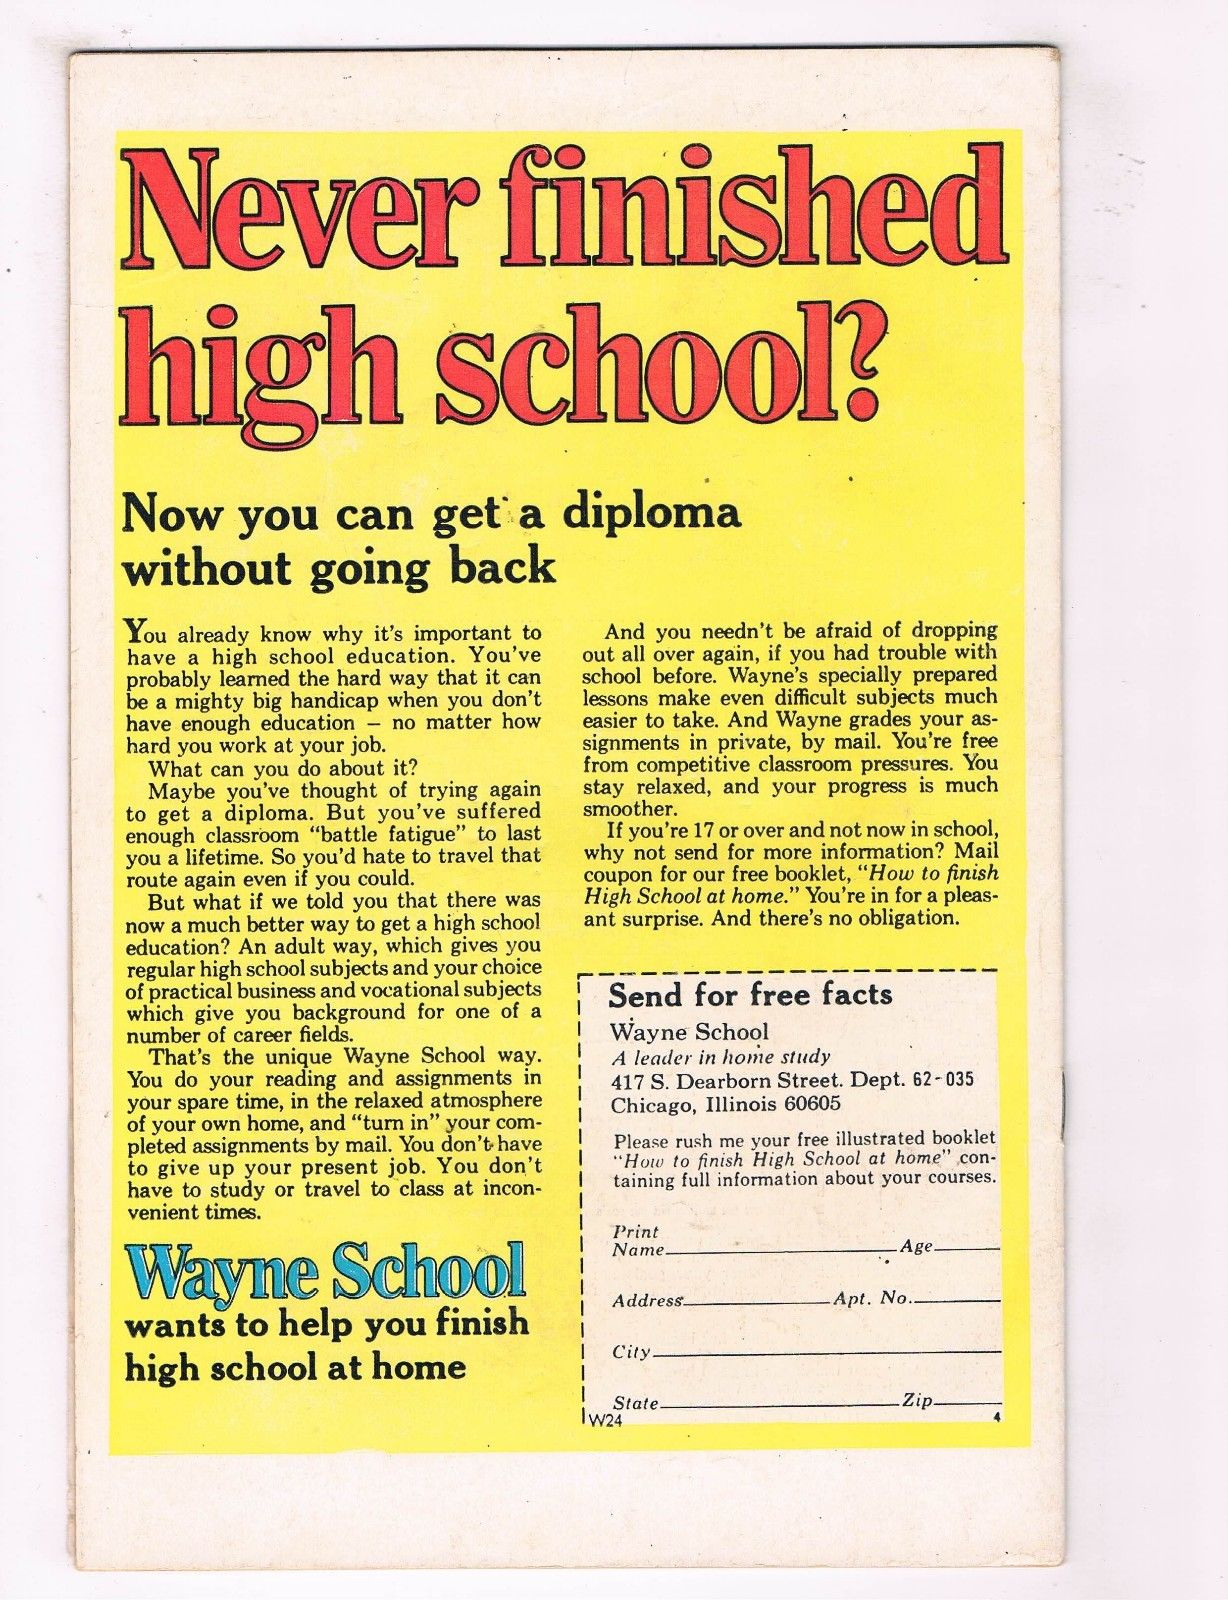 Never finished
high school?
Now you can get a diploma
without going back
You already know why it's important to
have a high school education. You've
probably learned the hard way that it can
be a mighty big handicap when you don't
have enough education – no matter how
hard you work at your job.
What can you do about it?
Maybe you've thought of trying again
to get a diploma. But you've suffered
enough classroom "battle fatigue" to last
you a lifetime. So you'd hate to travel that
route again even if you could.
But what if we told you that there was
now a much better way to get a high school
education? An adult way, which gives you
regular high school subjects and your choice
of practical business and vocational subjects
which give you background for one of a
number of career fields.
That's the unique Wayne School way.
You do your reading and assignments in
your spare time, in the relaxed atmosphere
of your own home, and "turn in" your com-
pleted assignments by mail. You don't have
to give up your present job. You don't
have to study or travel to class at incon-
venient times.
Wayne School
wants to help you finish
high school at home
And you needn't be afraid of dropping
out all over again, if you had trouble with
school before. Wayne's specially prepared
lessons make even difficult subjects much
easier to take. And Wayne grades your as-
signments in private, by mail. You're free
from competitive classroom pressures. You
stay relaxed, and your progress is much
smoother.
If you're 17 or over and not now in school,
why not send for more information? Mail
coupon for our free booklet, "How to finish
High School at home." You're in for a pleas-
ant surprise. And there's no obligation.
Send for free facts
Wayne School
A leader in home study
417 S. Dearborn Street. Dept. 62-035
Chicago, Illinois 60605
Please rush me your free illustrated booklet
"How to finish High School at home" con-
taining full information about your courses.
Print
Name Age
Address Apt. No.
City
State Zip
W24 4